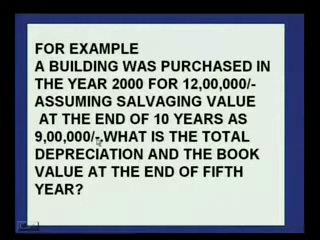 FOR EXAMPLE
A BUILDING WAS PURCHASED IN
THE YEAR 2000 FOR 12,00,000/-
ASSUMING SALVAGING VALUE
AT THE END OF 10 YEARS AS
9,00,000/-,WHAT IS THE TOTAL
DEPRECIATION AND THE BOOK
VALUE AT THE END OF FIFTH
YEAR?